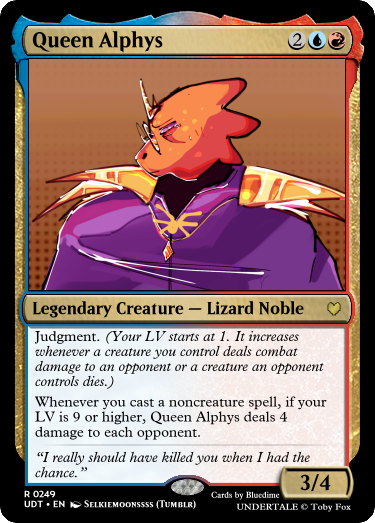 Queen Alphys 2
Legendary Creature — Lizard Noble
Judgment. (Your LV starts at 1. It increases
whenever a creature you control deals combat
damage to an opponent or a creature an opponent
controls dies.)
Whenever you cast a noncreature spell, if your
LV is 9 or higher, Queen Alphys deals 4
damage to each opponent.
“I really should have killed you when I had the
chance.”
3/4
R 0249 Cards by Bluedime
UDT • EN Selkiemoonssss (Tumblr) UNDERTALE © Toby Fox